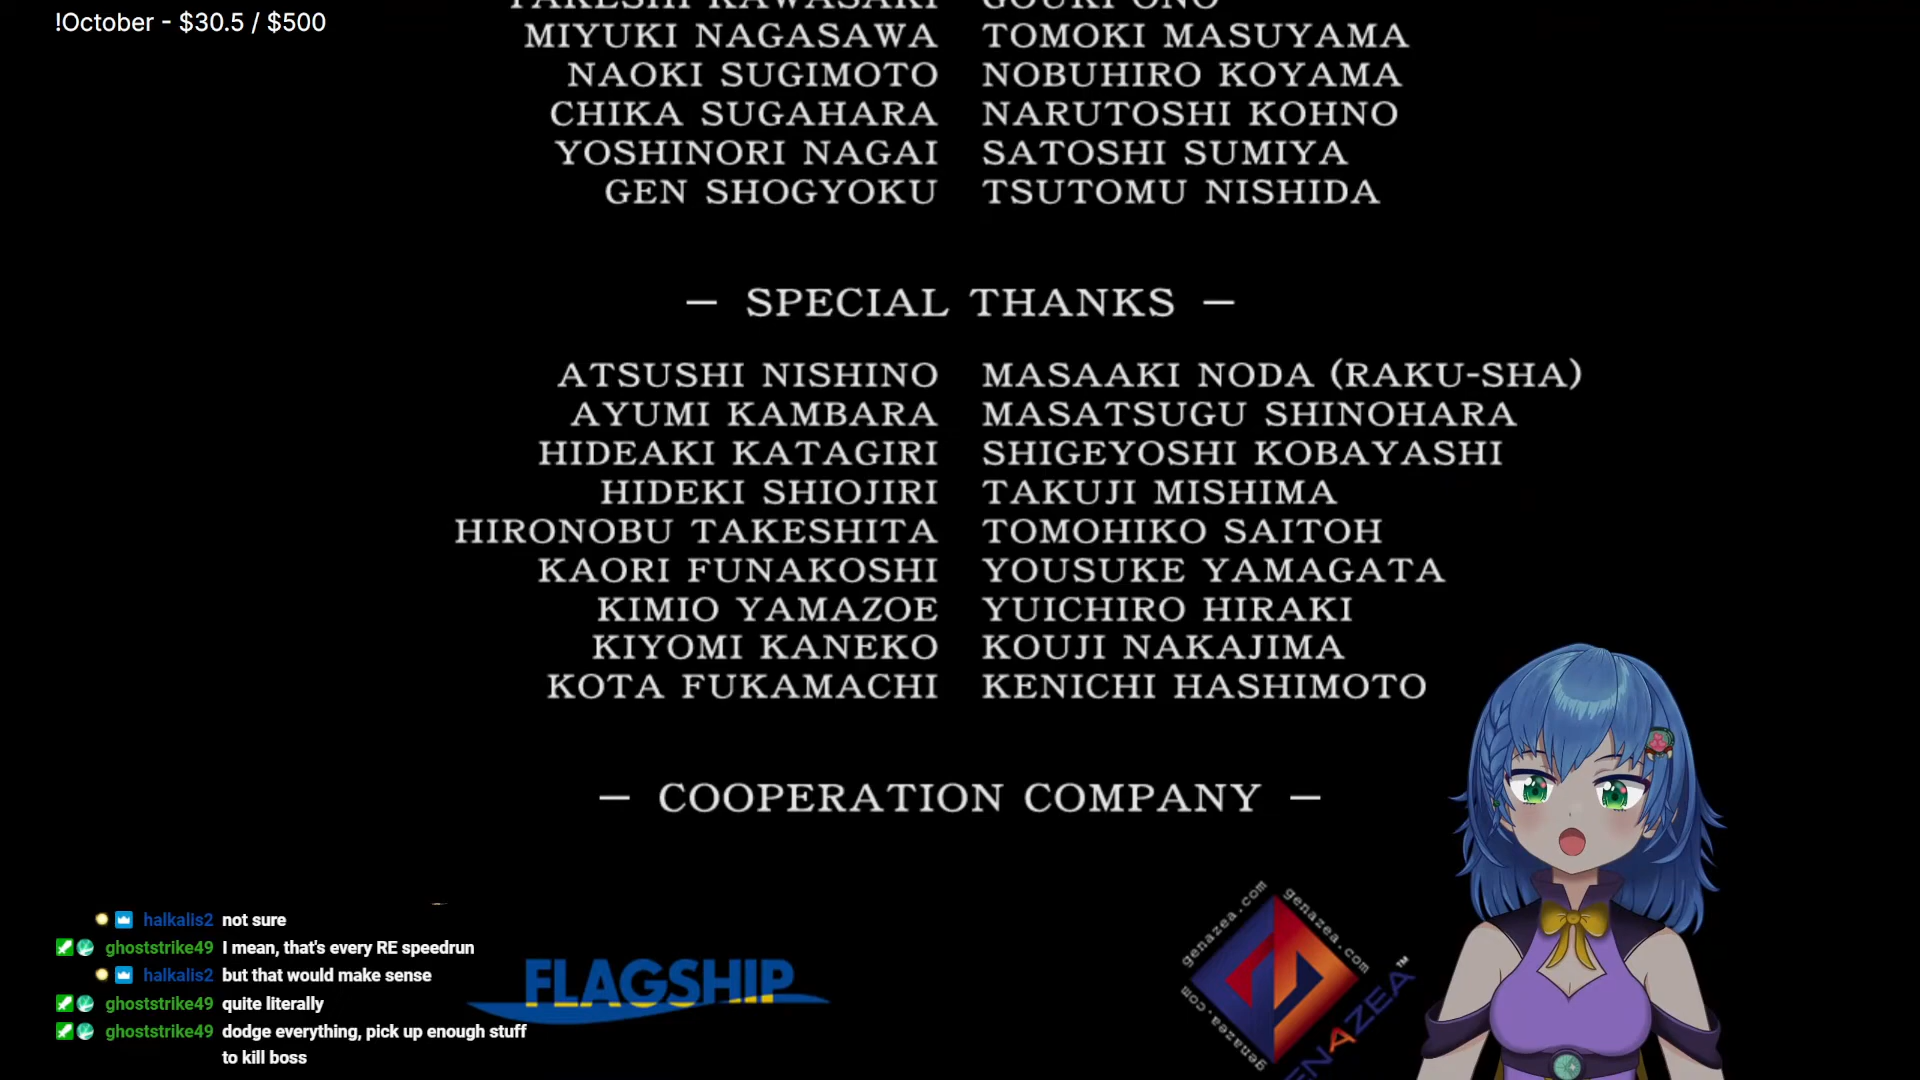 !October - $30.5 / $500
TAKESHI KAWASAKI GOUKI ONO
MIYUKI NAGASAWA TOMOKI MASUYAMA
NAOKI SUGIMOTO NOBUHIRO KOYAMA
CHIKA SUGAHARA NARUTOSHI KOHNO
YOSHINORI NAGAI SATOSHI SUMIYA
GEN SHOGYOKU TSUTOMU NISHIDA
— SPECIAL THANKS —
ATSUSHI NISHINO MASAAKI NODA (RAKU-SHA)
AYUMI KAMBARA MASATSUGU SHINOHARA
HIDEAKI KATAGIRI SHIGEYOSHI KOBAYASHI
HIDEKI SHIOJIRI TAKUJI MISHIMA
HIRONOBU TAKESHITA TOMOHIKO SAITOH
KAORI FUNAKOSHI YOUSUKE YAMAGATA
KIMIO YAMAZOE YUICHIRO HIRAKI
KIYOMI KANEKO KOUJI NAKAJIMA
KOTA FUKAMACHI KENICHI HASHIMOTO
— COOPERATION COMPANY —
FLAGSHIP
genazea.com genazea.com
genazea.com genazea.com
GENAZEA™
halkalis2 not sure
ghoststrike49 I mean, that's every RE speedrun
halkalis2 but that would make sense
ghoststrike49 quite literally
ghoststrike49 dodge everything, pick up enough stuff
to kill boss